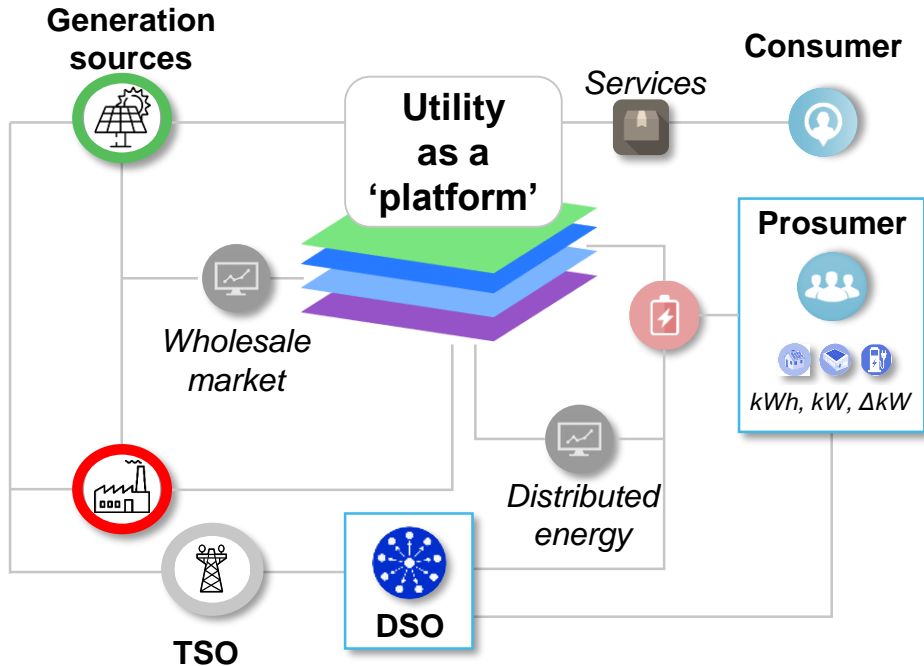 Generation
sources
Consumer
Services
Utility
as a
‘platform’
Prosumer
Wholesale
market
kWh, kW, ΔkW
Distributed
energy
DSO
TSO